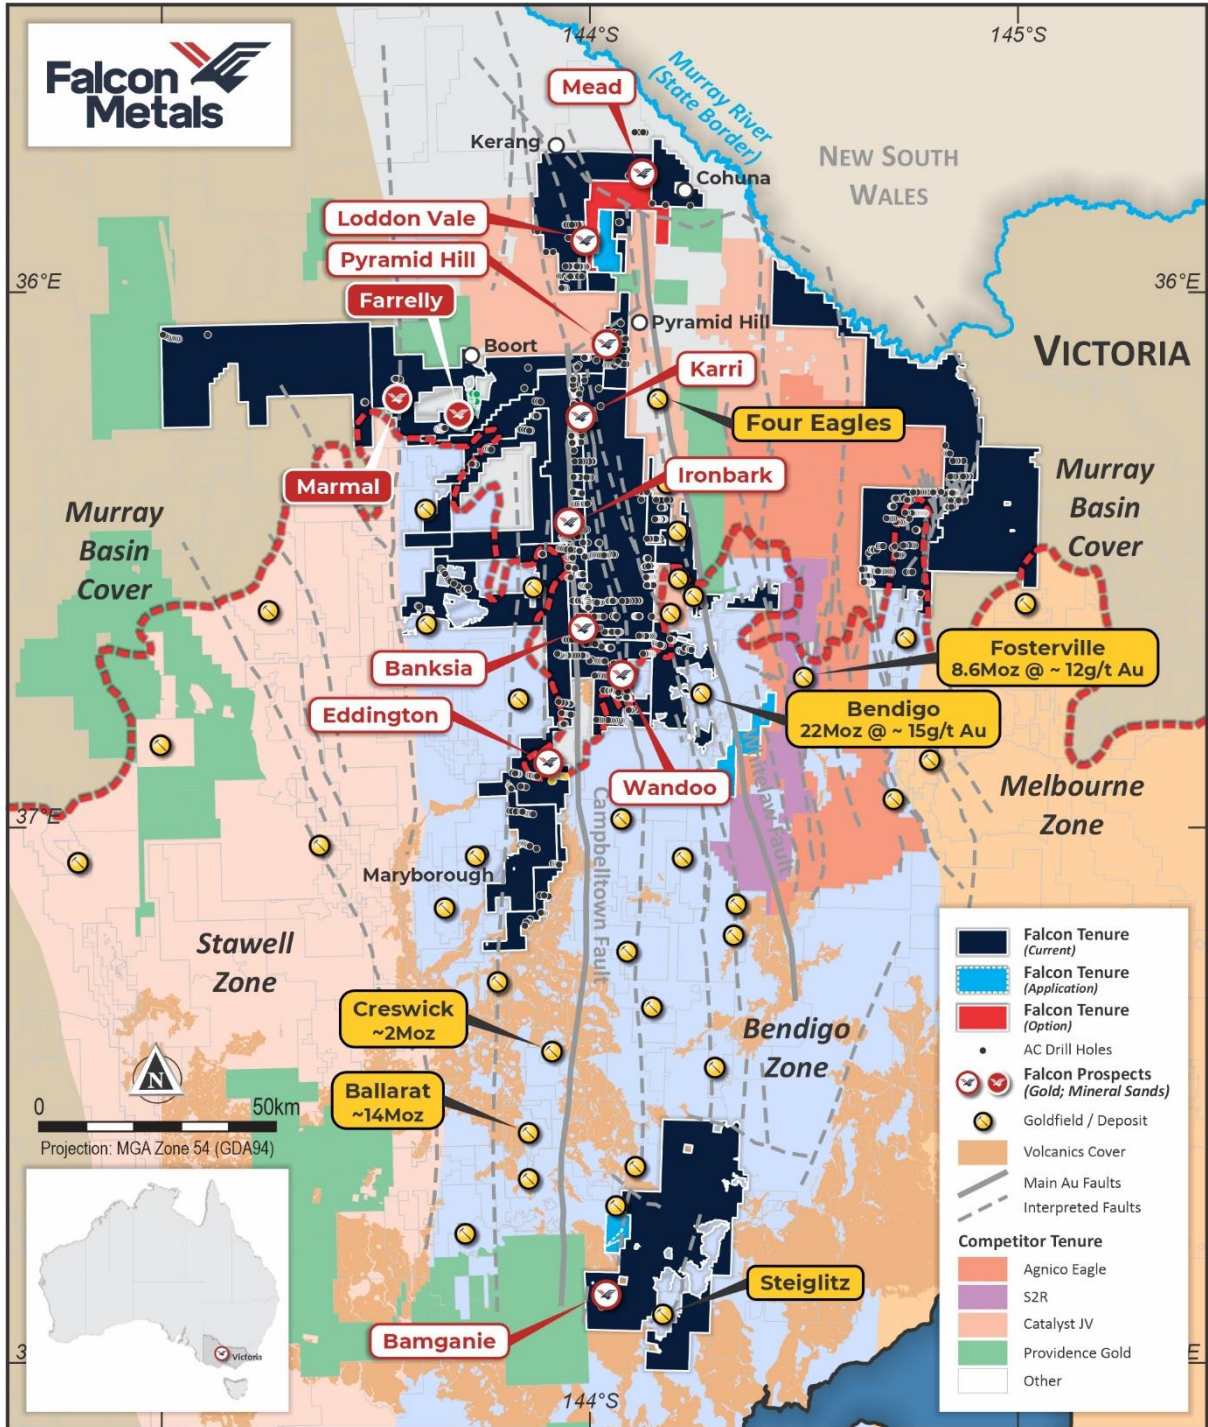 Falcon
Metals
144°S
145°S
Mead
Murray River
(State Border)
Kerang
Cohuna
NEW SOUTH
WALES
Loddon Vale
Pyramid Hill
36°E
36°E
Farrelly
Pyramid Hill
Boort
VICTORIA
Karri
Four Eagles
Ironbark
Marmal
Murray
Basin
Cover
Murray
Basin
Cover
Banksia
Fosterville
8.6Moz @ ~ 12g/t Au
Eddington
Bendigo
22Moz @ ~ 15g/t Au
Wandoo
Whitelaw Fault
Melbourne
Zone
37°E
Campbelltown Fault
Maryborough
Stawell
Zone
Creswick
~2Moz
Bendigo
Zone
N
Ballarat
~14Moz
0
50km
Projection: MGA Zone 54 (GDA94)
Victoria
Steiglitz
Bamganie
144°S
Falcon Tenure
(Current)
Falcon Tenure
(Application)
Falcon Tenure
(Option)
AC Drill Holes
Falcon Prospects
(Gold; Mineral Sands)
Goldfield / Deposit
Volcanics Cover
Main Au Faults
Interpreted Faults
Competitor Tenure
Agnico Eagle
S2R
Catalyst JV
Providence Gold
Other